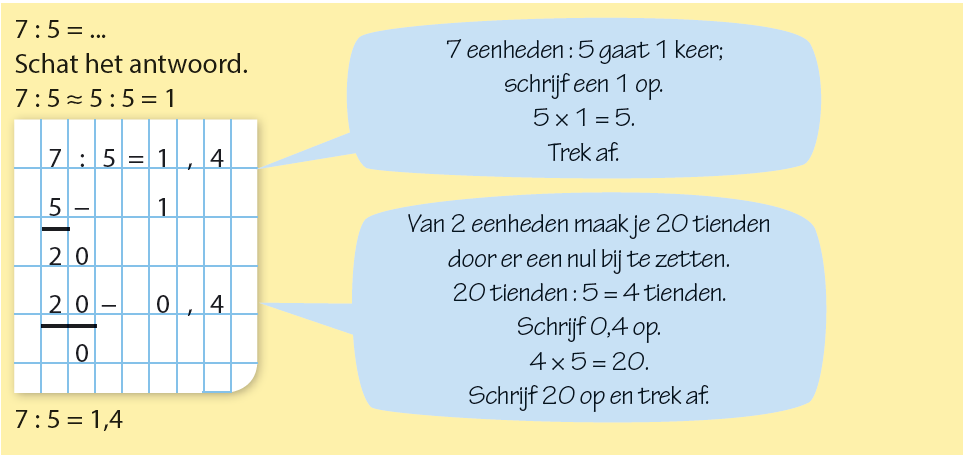 7 : 5 = ...
Schat het antwoord.
7 : 5 ≈ 5 : 5 = 1
7 : 5 = 1 , 4
5 – 1
2 0
2 0 – 0 , 4
0
7 : 5 = 1,4
7 eenheden : 5 gaat 1 keer;
schrijf een 1 op.
5 x 1 = 5.
Trek af.
Van 2 eenheden maak je 20 tienden
door er een nul bij te zetten.
20 tienden : 5 = 4 tienden.
Schrijf 0,4 op.
4 x 5 = 20.
Schrijf 20 op en trek af.